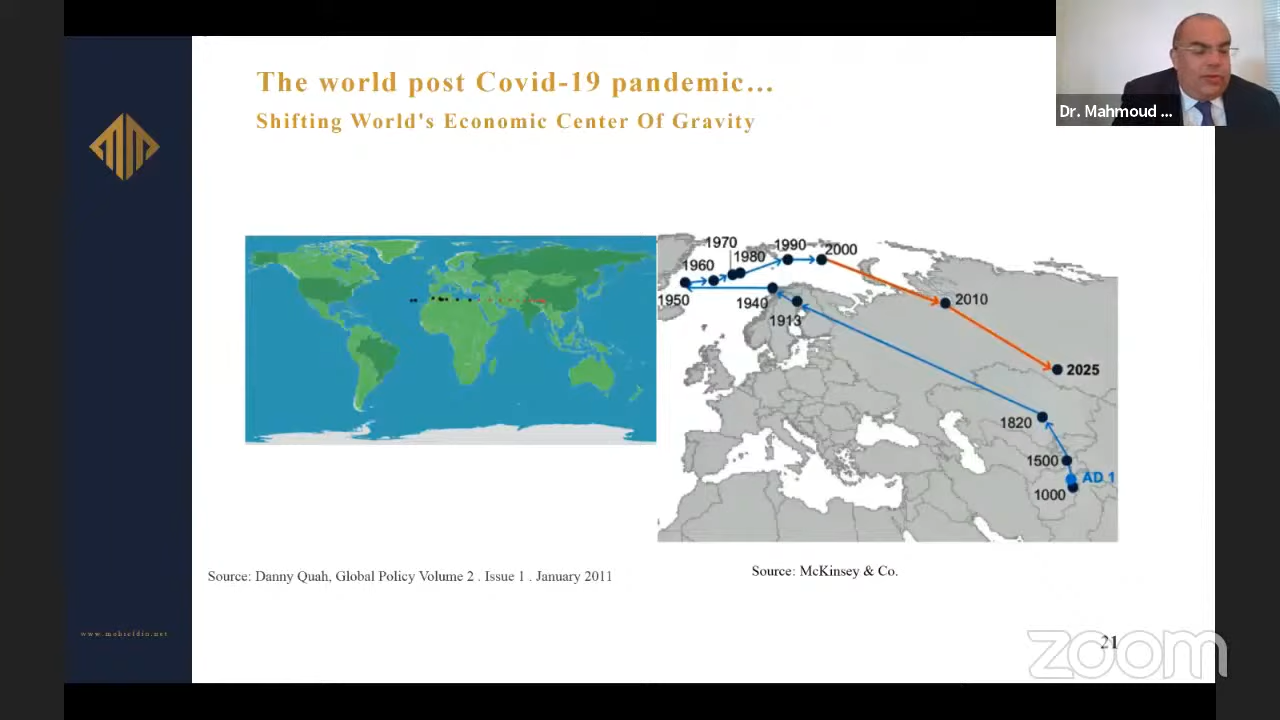 The world post Covid-19 pandemic...
Shifting World's Economic Center Of Gravity
Dr. Mahmoud ...
1970
1990
2000
1980
1960
1950
1940
1913
2010
2025
1820
1500
AD 1
1000
Source: Danny Quah, Global Policy Volume 2 . Issue 1 . January 2011
Source: McKinsey & Co.
www.mohieldin.net
21
zoom